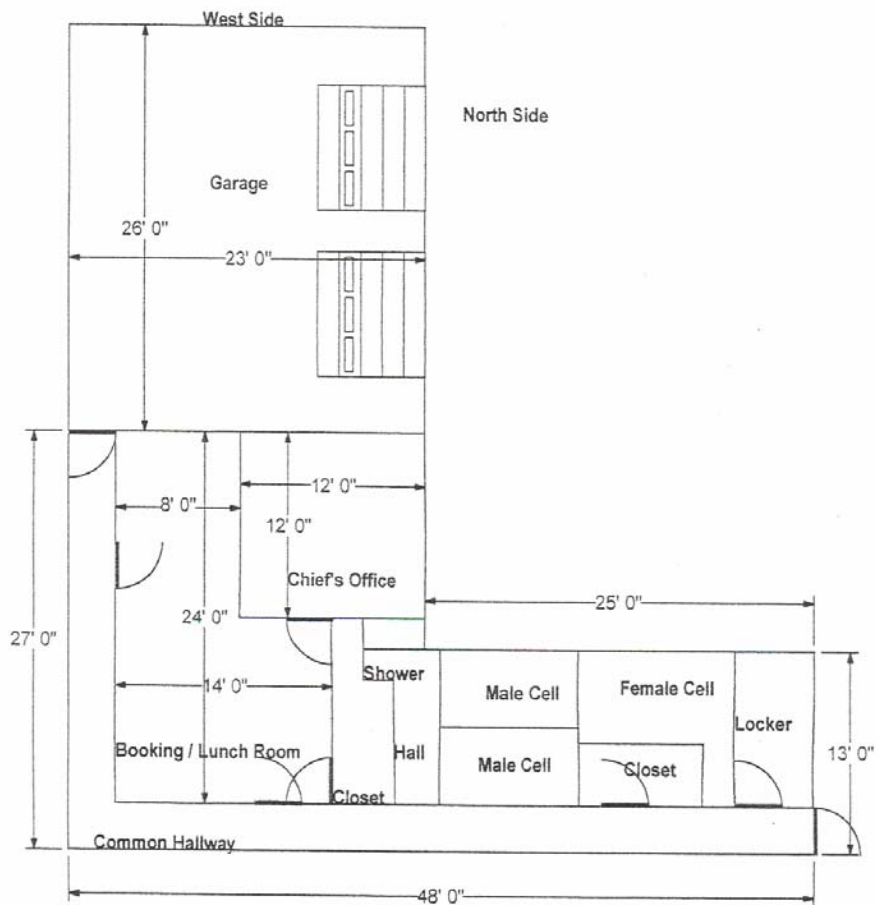 West Side
North Side
Garage
26' 0"
23' 0"
12' 0"
8' 0"
12' 0"
Chief's Office
25' 0"
24' 0"
27' 0"
Shower
14' 0"
Male Cell
Female Cell
Locker
Booking / Lunch Room
Hall
13' 0"
Male Cell
Closet
Closet
Common Hallway
48' 0"